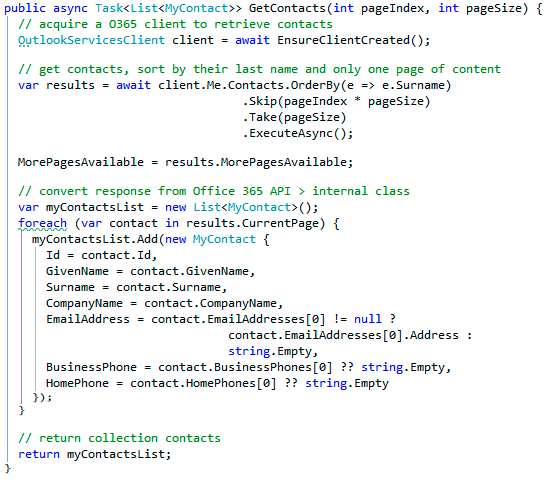 public async Task<List<MyContact>> GetContacts(int pageIndex, int pageSize) {
// acquire a O365 client to retrieve contacts
OutlookServicesClient client = await EnsureClientCreated();
// get contacts, sort by their last name and only one page of content
var results = await client.Me.Contacts.OrderBy(e => e.Surname)
.Skip(pageIndex * pageSize)
.Take(pageSize)
.ExecuteAsync();
MorePagesAvailable = results.MorePagesAvailable;
// convert response from Office 365 API > internal class
var myContactsList = new List<MyContact>();
foreach (var contact in results.CurrentPage) {
myContactsList.Add(new MyContact {
Id = contact.Id,
GivenName = contact.GivenName,
Surname = contact.Surname,
CompanyName = contact.CompanyName,
EmailAddress = contact.EmailAddresses[0] != null ?
contact.EmailAddresses[0].Address :
string.Empty,
BusinessPhone = contact.BusinessPhones[0] ?? string.Empty,
HomePhone = contact.HomePhones[0] ?? string.Empty
});
}
// return collection contacts
return myContactsList;
}